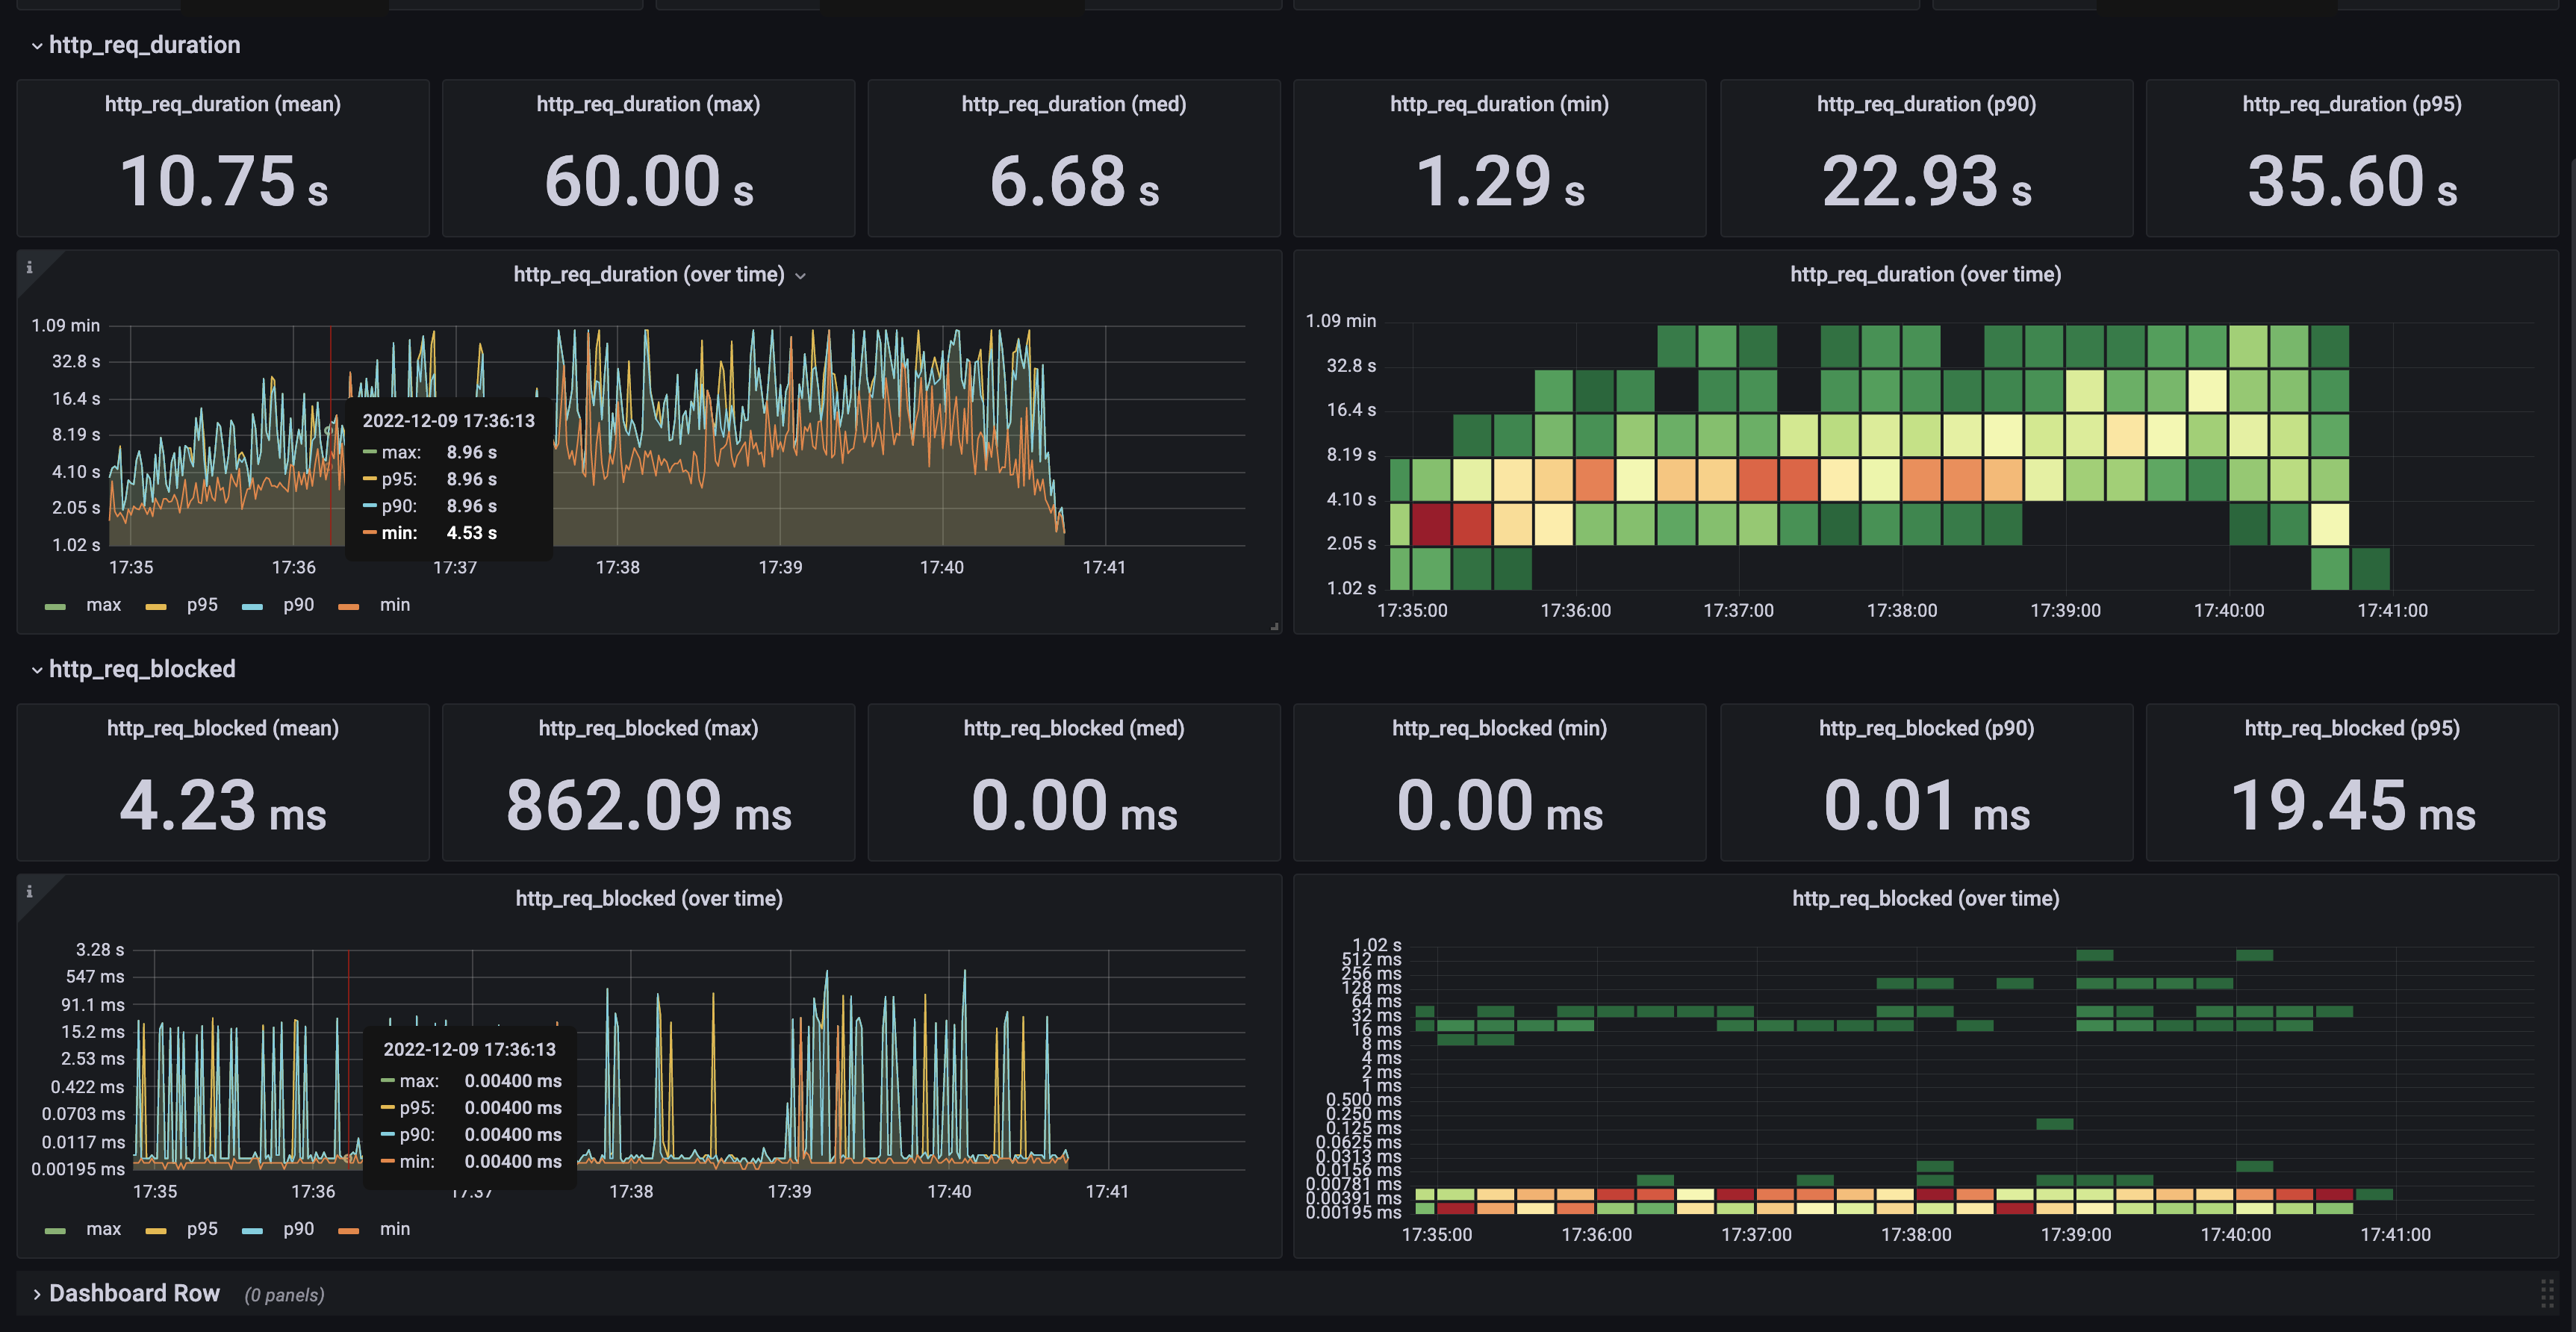 http_req_duration
http_req_duration (mean)
10.75 s
http_req_duration (max)
60.00 s
http_req_duration (med)
6.68 s
http_req_duration (min)
1.29 s
http_req_duration (p90)
22.93 s
http_req_duration (p95)
35.60 s
i
http_req_duration (over time)
1.09 min
32.8 s
16.4 s
8.19 s
4.10 s
2.05 s
1.02 s
17:35 17:36 17:37 17:38 17:39 17:40 17:41
2022-12-09 17:36:13
max: 8.96 s
p95: 8.96 s
p90: 8.96 s
min: 4.53 s
max p95 p90 min
http_req_duration (over time)
1.09 min
32.8 s
16.4 s
8.19 s
4.10 s
2.05 s
1.02 s
17:35:00 17:36:00 17:37:00 17:38:00 17:39:00 17:40:00 17:41:00
http_req_blocked
http_req_blocked (mean)
4.23 ms
http_req_blocked (max)
862.09 ms
http_req_blocked (med)
0.00 ms
http_req_blocked (min)
0.00 ms
http_req_blocked (p90)
0.01 ms
http_req_blocked (p95)
19.45 ms
i
http_req_blocked (over time)
3.28 s
547 ms
91.1 ms
15.2 ms
2.53 ms
0.422 ms
0.0703 ms
0.0117 ms
0.00195 ms
17:35 17:36 17:37 17:38 17:39 17:40 17:41
2022-12-09 17:36:13
max: 0.00400 ms
p95: 0.00400 ms
p90: 0.00400 ms
min: 0.00400 ms
max p95 p90 min
http_req_blocked (over time)
1.02 s
512 ms
256 ms
128 ms
64 ms
32 ms
16 ms
8 ms
4 ms
2 ms
1 ms
0.500 ms
0.250 ms
0.125 ms
0.0625 ms
0.0313 ms
0.0156 ms
0.00781 ms
0.00391 ms
0.00195 ms
17:35:00 17:36:00 17:37:00 17:38:00 17:39:00 17:40:00 17:41:00
Dashboard Row (0 panels)